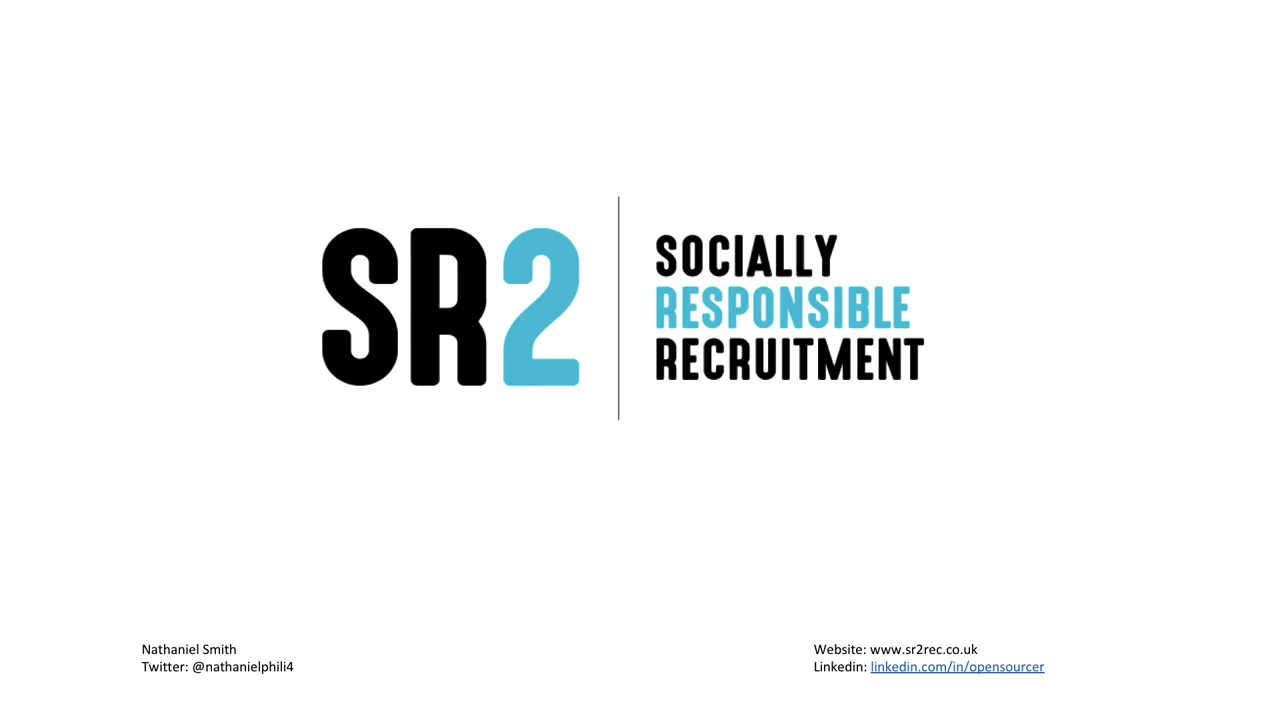 SR2
SOCIALLY
RESPONSIBLE
RECRUITMENT
Nathaniel Smith
Twitter: @nathanielphili4
Website: www.sr2rec.co.uk
Linkedin: linkedin.com/in/opensourcer